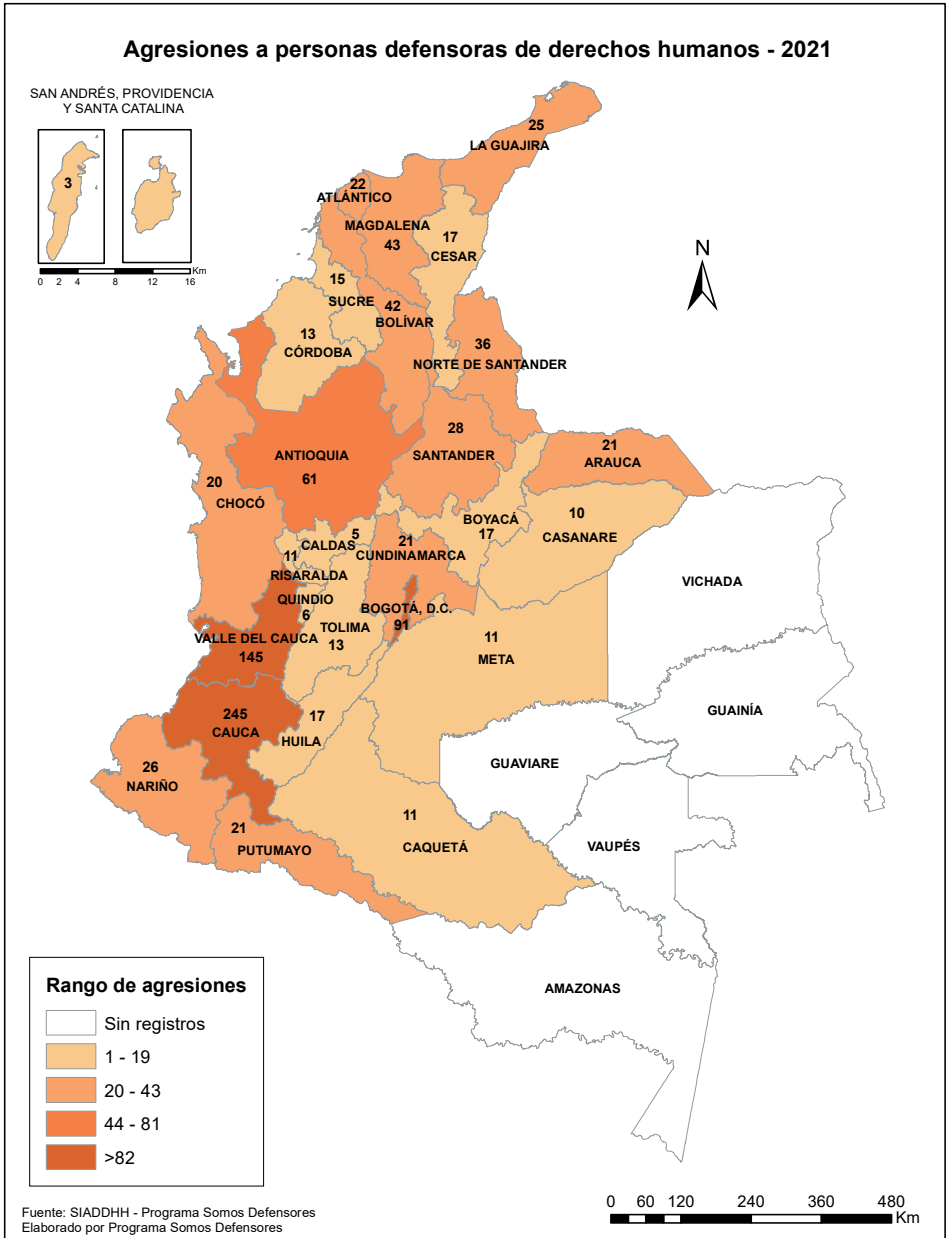 Agresiones a personas defensoras de derechos humanos - 2021
SAN ANDRÉS, PROVIDENCIA
Y SANTA CATALINA
3
0 2 4 8 12 16
Km
N
25
LA GUAJIRA
22
ATLÁNTICO
MAGDALENA
43
17
CESAR
15
SUCRE
42
BOLÍVAR
13
CÓRDOBA
36
NORTE DE SANTANDER
28
SANTANDER
21
ARAUCA
ANTIOQUIA
61
20
CHOCÓ
BOYACÁ
17
10
CASANARE
5
CALDAS
21
CUNDINAMARCA
11
RISARALDA
QUINDIO
6
BOGOTÁ, D.C.
91
TOLIMA
13
VICHADA
VALLE DEL CAUCA
145
11
META
GUAINÍA
245
CAUCA
17
HUILA
GUAVIARE
26
NARIÑO
21
PUTUMAYO
11
CAQUETÁ
VAUPÉS
AMAZONAS
Rango de agresiones
Sin registros
1 - 19
20 - 43
44 - 81
>82
Fuente: SIADDHH - Programa Somos Defensores
Elaborado por Programa Somos Defensores
0 60 120 240 360 480
Km